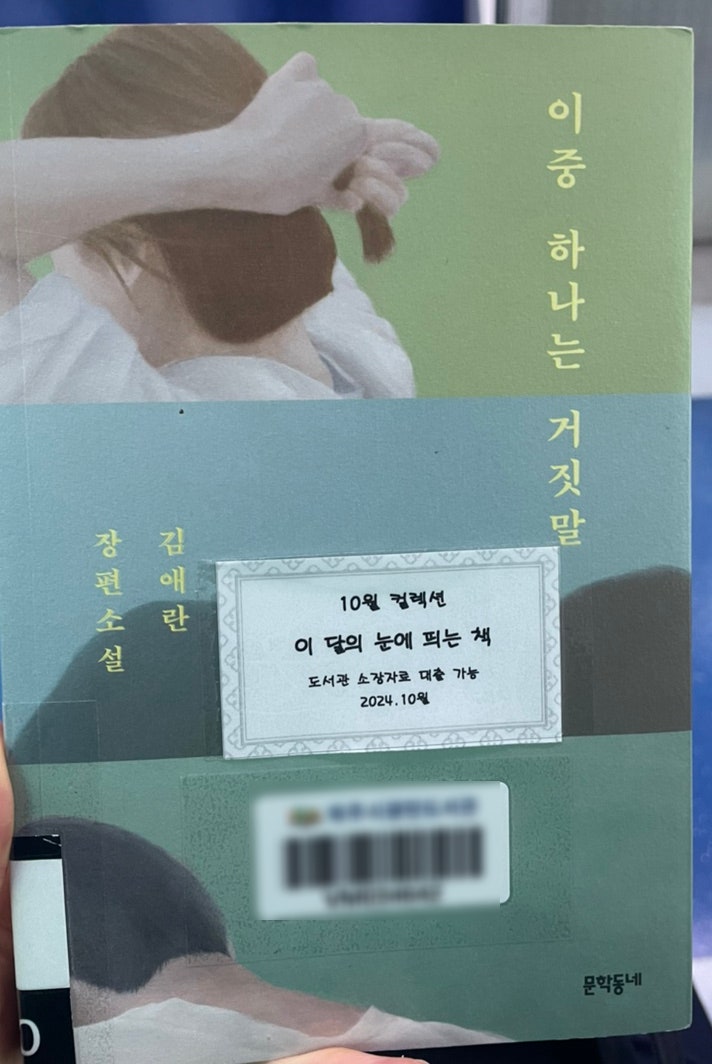 이중 하나는 거짓말
김애란
장편소설
10월 컬렉션
이 달의 눈에 띄는 책
도서관 소장자료 대출 가능
2024.10월
문학동네
0